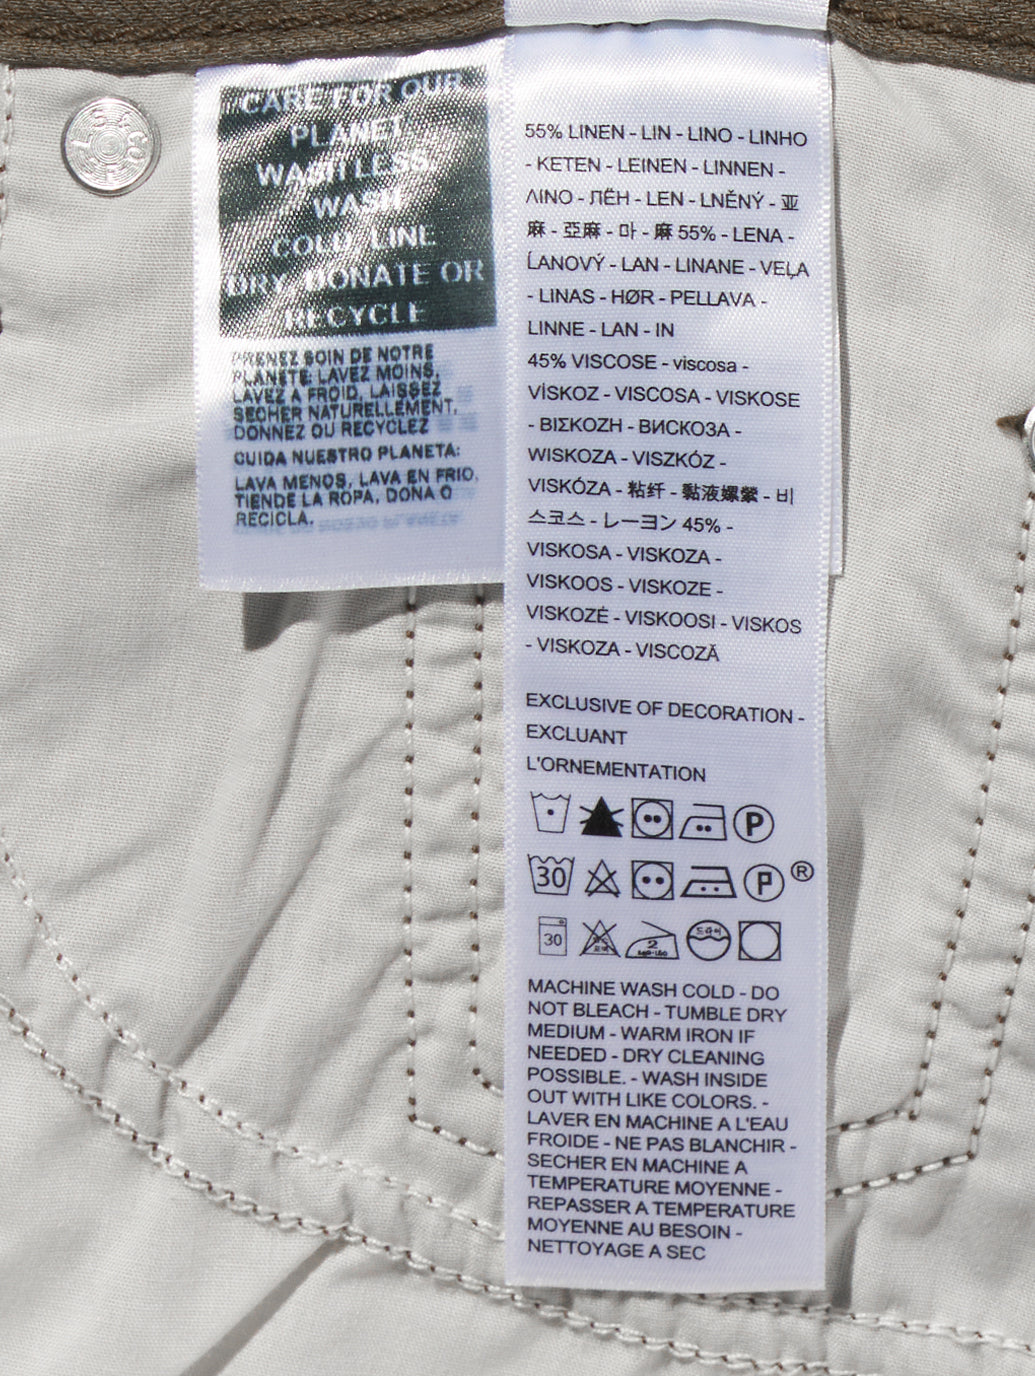 CARE FOR OUR
PLANET
WASH LESS,
WASH
COLD, LINE
DRY, DONATE OR
RECYCLE
PRENEZ SOIN DE NOTRE
PLANETE: LAVEZ MOINS,
LAVEZ A FROID, LAISSEZ
SECHER NATURELLEMENT,
DONNEZ OU RECYCLEZ
CUIDA NUESTRO PLANETA:
LAVA MENOS, LAVA EN FRIO,
TIENDE LA ROPA, DONA O
RECICLA.
55% LINEN - LIN - LINO - LINHO
- KETEN - LEINEN - LINNEN -
ΛΙΝΟ - ЛЁН - LEN - LNĚNÝ - 亚
麻 - 亞麻 - 마 - 麻 55% - LENA -
ĽANOVÝ - LAN - LINANE - VEĻA
- LINAS - HØR - PELLAVA -
LINNE - LAN - IN
45% VISCOSE - viscosa -
VİSKOZ - VISCOSA - VISKOSE
- ΒΙΣΚΟΖΗ - ВИСКОЗА -
WISKOZA - VISZKÓZ -
VISKÓZA - 粘纤 - 黏液嫘縈 - 비
스코스 - レーヨン 45% -
VISKOSA - VISKOZA -
VISKOOS - VISKOZE -
VISKOZĖ - VISKOOSI - VISKOS
- VISKOZA - VISCOZĂ
EXCLUSIVE OF DECORATION -
EXCLUANT
L'ORNEMENTATION
P
30 P ®
30 2 드라이
MACHINE WASH COLD - DO
NOT BLEACH - TUMBLE DRY
MEDIUM - WARM IRON IF
NEEDED - DRY CLEANING
POSSIBLE. - WASH INSIDE
OUT WITH LIKE COLORS. -
LAVER EN MACHINE A L'EAU
FROIDE - NE PAS BLANCHIR -
SECHER EN MACHINE A
TEMPERATURE MOYENNE -
REPASSER A TEMPERATURE
MOYENNE AU BESOIN -
NETTOYAGE A SEC